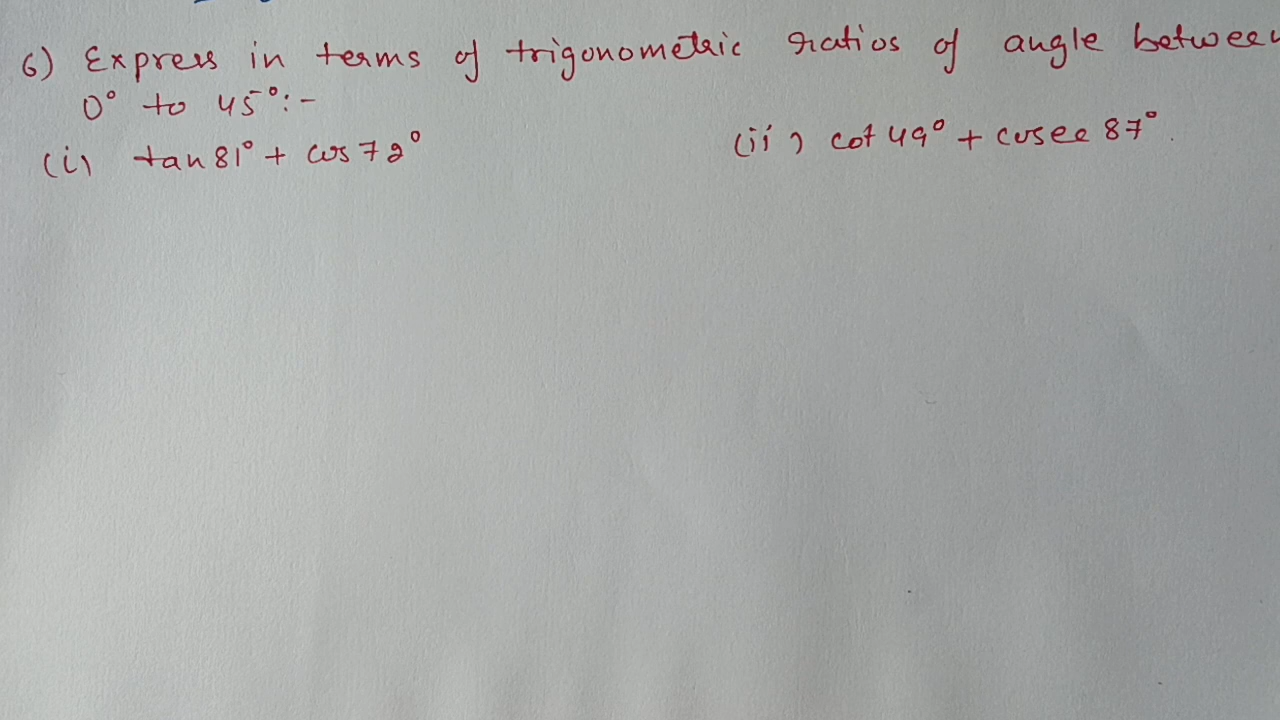 6) Express in terms of trigonometric ratios of angle between
0° to 45°:-
(i) tan 81° + cos 72°
(ii) cot 49° + cosec 87°.